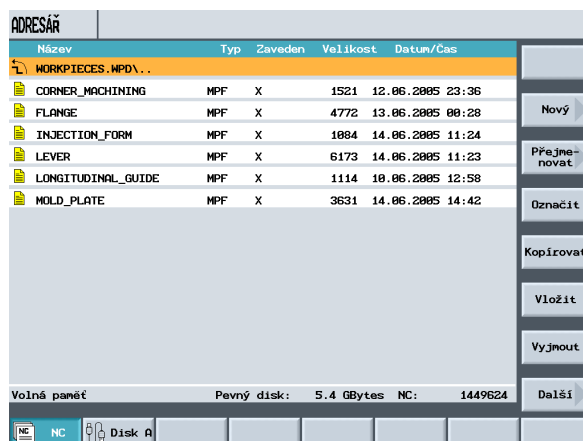 ADRESÁŘ
Název Typ Zaveden Velikost Datum/Čas
WORKPIECES.WPD\..
CORNER_MACHINING MPF X 1521 12.06.2005 23:36
FLANGE MPF X 4772 13.06.2005 00:28
INJECTION_FORM MPF X 1084 14.06.2005 11:24
LEVER MPF X 6173 14.06.2005 11:23
LONGITUDINAL_GUIDE MPF X 1114 10.06.2005 12:58
MOLD_PLATE MPF X 3631 14.06.2005 14:42
Nový
Přejme-
novat
Označit
Kopírovat
Vložit
Vyjmout
Další
Volná paměť Pevný disk: 5.4 GBytes NC: 1449624
NC NC Disk A